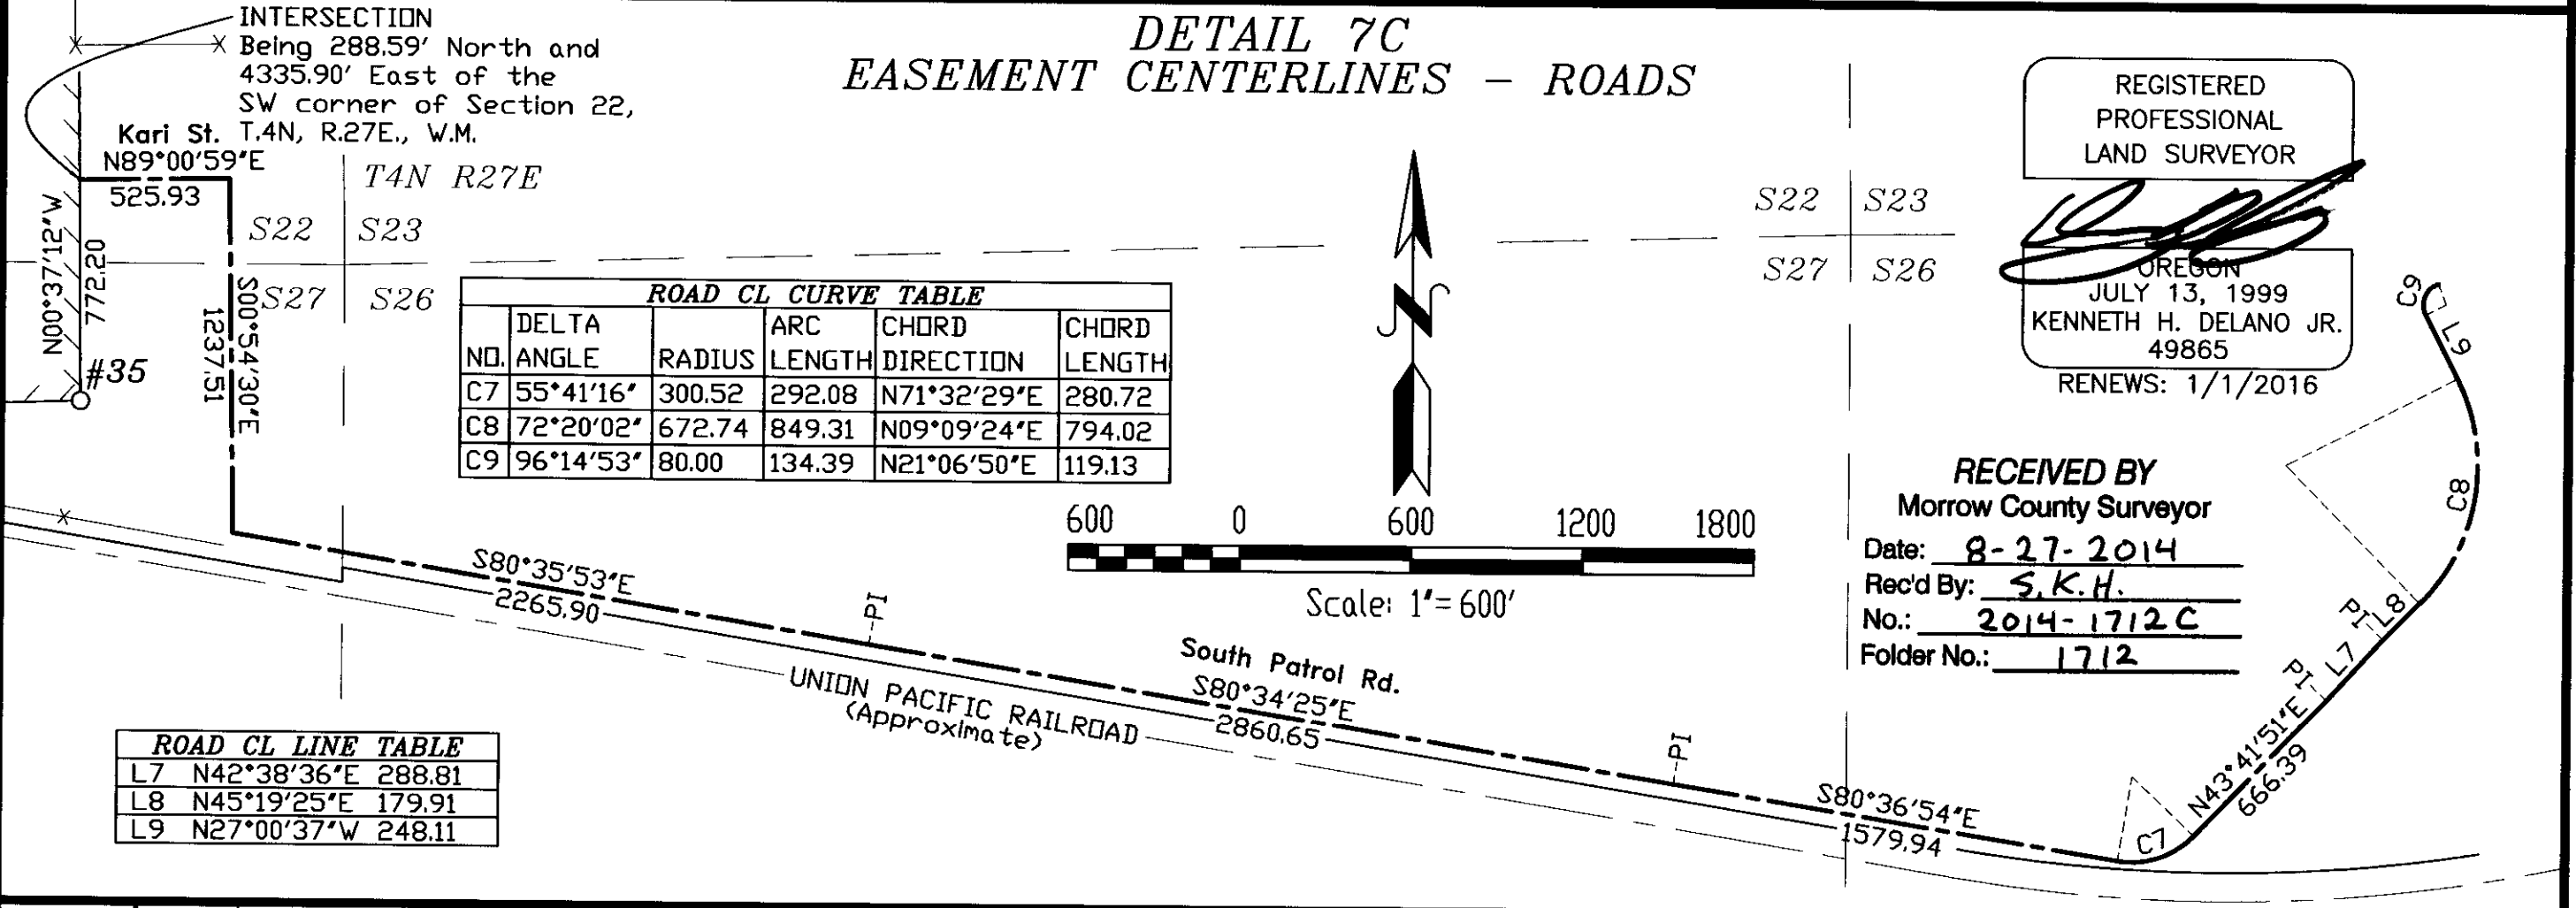 DETAIL 7C
EASEMENT CENTERLINES - ROADS
INTERSECTION
Being 288.59' North and
4335.90' East of the
SW corner of Section 22,
T.4N, R.27E., W.M.
Kari St.
N89°00'59"E
525.93
N00°37'12"W
772.20
#35
S00°54'30"E
1237.51
T4N R27E
S22 S23
S27 S26
ROAD CL CURVE TABLE
NO. DELTA ANGLE RADIUS ARC LENGTH CHORD DIRECTION CHORD LENGTH
C7 55°41'16" 300.52 292.08 N71°32'29"E 280.72
C8 72°20'02" 672.74 849.31 N09°09'24"E 794.02
C9 96°14'53" 80.00 134.39 N21°06'50"E 119.13
N
600 0 600 1200 1800
Scale: 1"= 600'
S22 S23
S27 S26
REGISTERED
PROFESSIONAL
LAND SURVEYOR
OREGON
JULY 13, 1999
KENNETH H. DELANO JR.
49865
RENEWS: 1/1/2016
RECEIVED BY
Morrow County Surveyor
Date: 8-27-2014
Rec'd By: S.K.H.
No.: 2014-1712 C
Folder No.: 1712
C9
L9
C8
L8
PI
L7
PI
N43°41'51"E
666.39
C7
S80°35'53"E
2265.90
PI
UNION PACIFIC RAILROAD
(Approximate)
South Patrol Rd.
S80°34'25"E
2860.65
PI
S80°36'54"E
1579.94
ROAD CL LINE TABLE
L7 N42°38'36"E 288.81
L8 N45°19'25"E 179.91
L9 N27°00'37"W 248.11